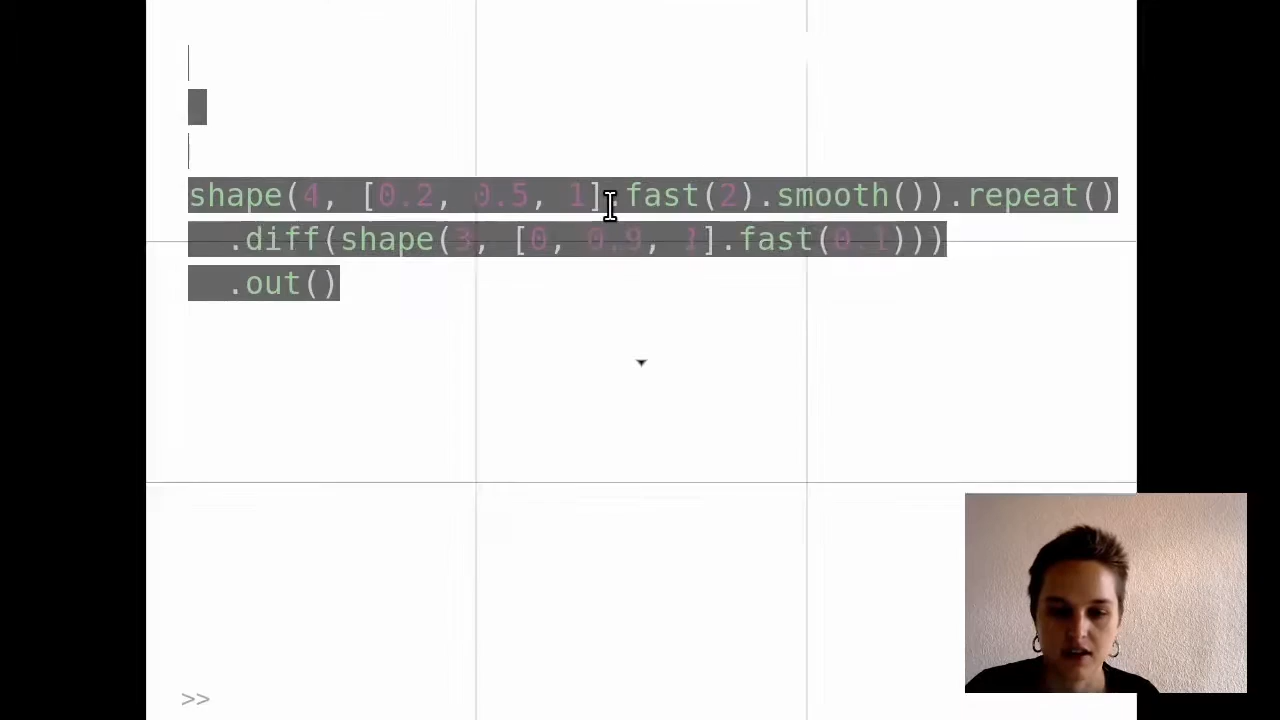 shape(4, [0.2, 0.5, 1].fast(2).smooth()).repeat()
.diff(shape(3, [0, 0.9, 1].fast(0.1)))
.out()
>>